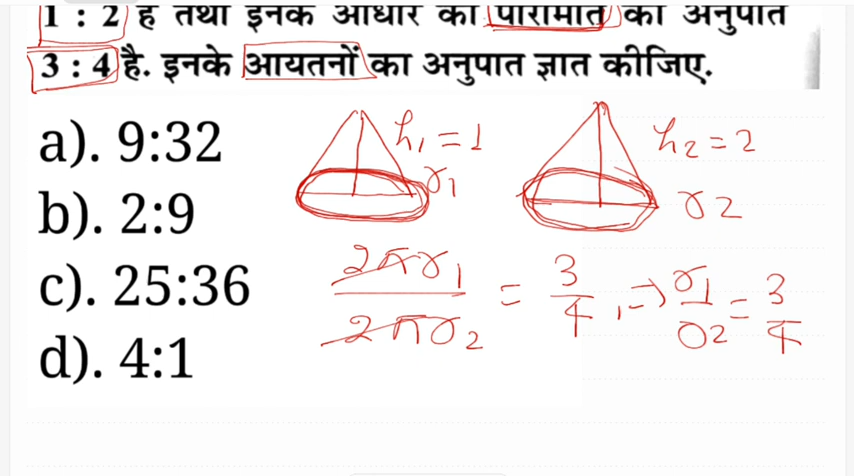 1 : 2 है तथा इनके आधार की परिमिति का अनुपात
3 : 4 है. इनके आयतनों का अनुपात ज्ञात कीजिए.
a). 9:32
b). 2:9
c). 25:36
d). 4:1
h1 = 1
r1
h2 = 2
r2
2πr1 / 2πr2 = 3/4, → r1/r2 = 3/4